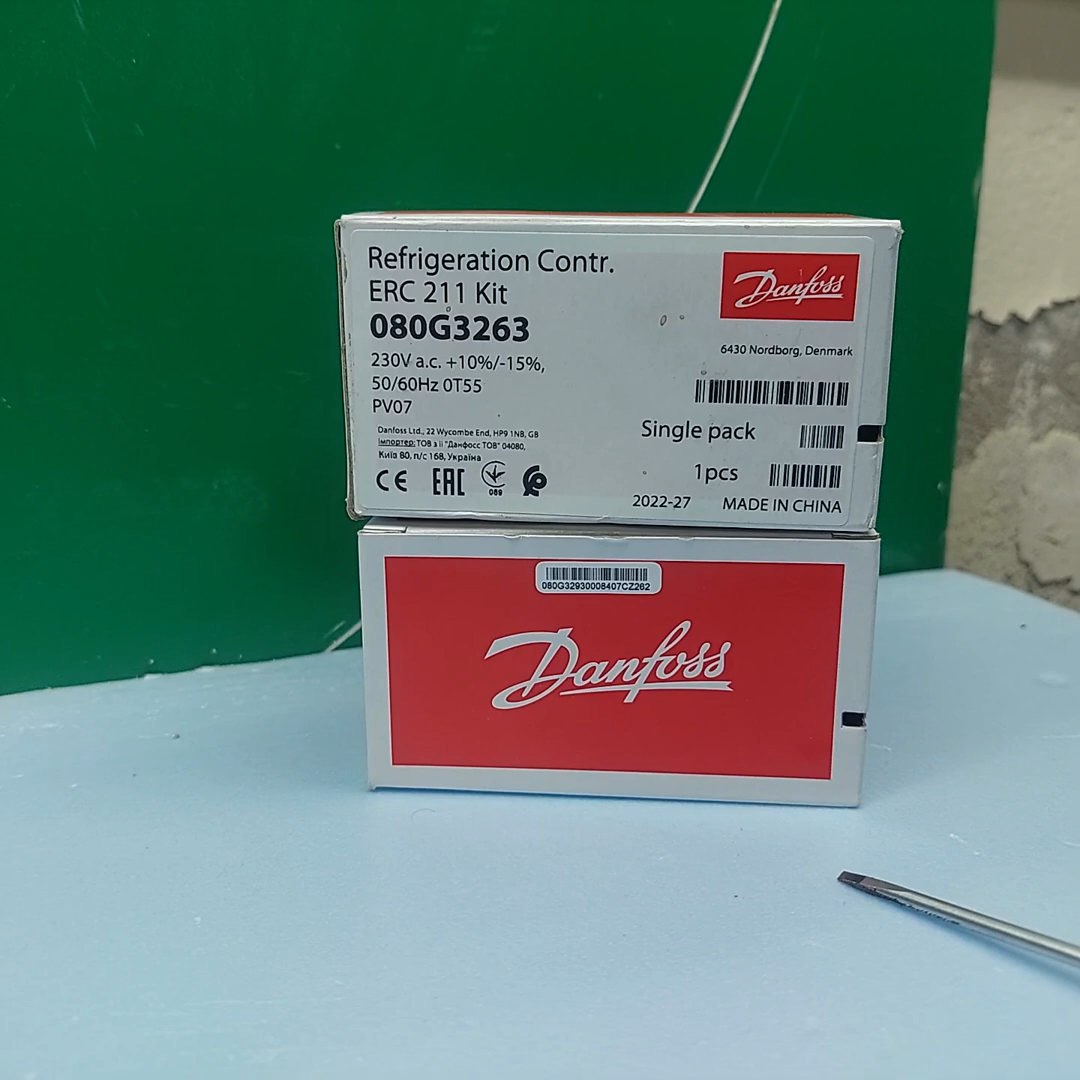 Refrigeration Contr.
ERC 211 Kit
080G3263
230V a.c. +10%/-15%,
50/60Hz 0T55
PV07
Danfoss Ltd., 22 Wycombe End, HP9 1NB, GB
Імпортер: ТОВ з ії "Данфосс ТОВ" 04080,
Київ 80, п/с 168, Україна
CE EAC 089
Danfoss
6430 Nordborg, Denmark
Single pack
1pcs
2022-27 MADE IN CHINA
080G32930008407CZ262
Danfoss